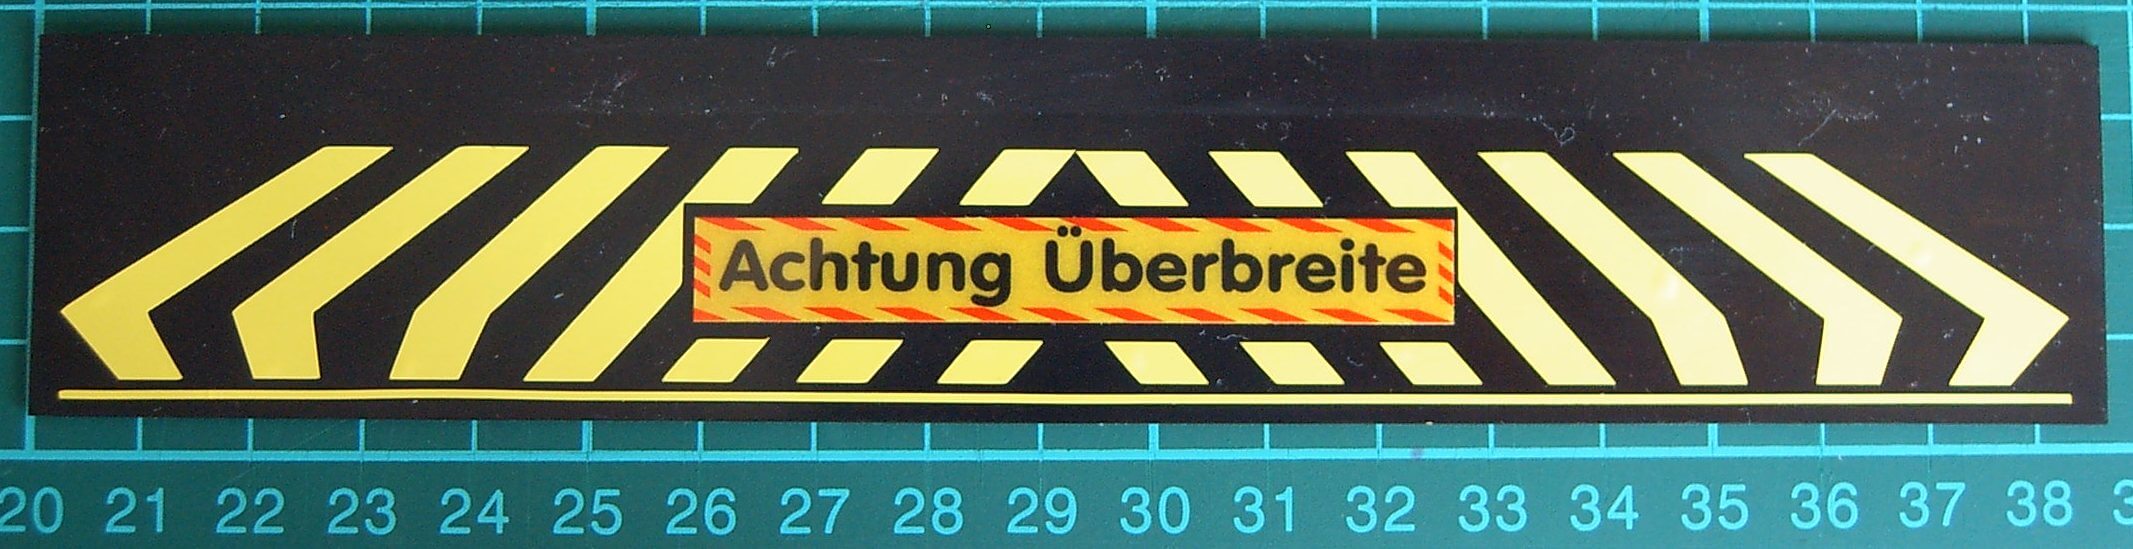 Achtung Überbreite
20 21 22 23 24 25 26 27 28 29 30 31 32 33 34 35 36 37 38